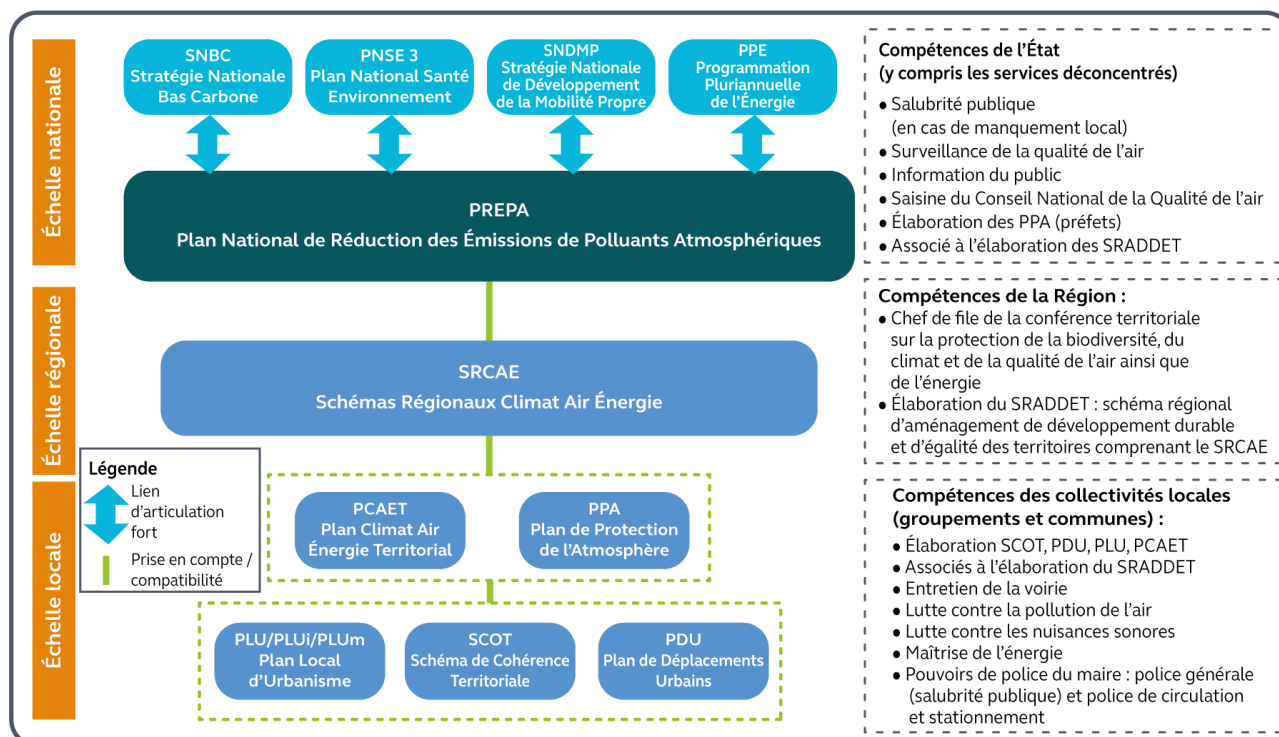 Échelle nationale
SNBC
Stratégie Nationale
Bas Carbone
PNSE 3
Plan National Santé
Environnement
SNDMP
Stratégie Nationale
de Développement
de la Mobilité Propre
PPE
Programmation
Pluriannuelle
de l'Énergie
PREPA
Plan National de Réduction des Émissions de Polluants Atmosphériques
Compétences de l'État
(y compris les services déconcentrés)
• Salubrité publique
(en cas de manquement local)
• Surveillance de la qualité de l'air
• Information du public
• Saisine du Conseil National de la Qualité de l'air
• Élaboration des PPA (préfets)
• Associé à l'élaboration des SRADDET
Échelle régionale
SRCAE
Schémas Régionaux Climat Air Énergie
Compétences de la Région :
• Chef de file de la conférence territoriale
sur la protection de la biodiversité, du
climat et de la qualité de l'air ainsi que
de l'énergie
• Élaboration du SRADDET : schéma régional
d'aménagement de développement durable
et d'égalité des territoires comprenant le SRCAE
Légende
Lien
d'articulation
fort
Prise en compte /
compatibilité
Échelle locale
PCAET
Plan Climat Air
Énergie Territorial
PPA
Plan de Protection
de l'Atmosphère
PLU/PLUi/PLUm
Plan Local
d'Urbanisme
SCOT
Schéma de Cohérence
Territoriale
PDU
Plan de Déplacements
Urbains
Compétences des collectivités locales
(groupements et communes) :
• Élaboration SCOT, PDU, PLU, PCAET
• Associés à l'élaboration du SRADDET
• Entretien de la voirie
• Lutte contre la pollution de l'air
• Lutte contre les nuisances sonores
• Maîtrise de l'énergie
• Pouvoirs de police du maire : police générale
(salubrité publique) et police de circulation
et stationnement